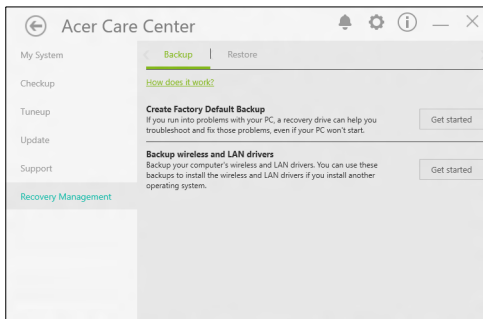 Acer Care Center
My System
Checkup
Tuneup
Update
Support
Recovery Management
Backup
Restore
How does it work?
Create Factory Default Backup
If you run into problems with your PC, a recovery drive can help you
troubleshoot and fix those problems, even if your PC won't start.
Get started
Backup wireless and LAN drivers
Backup your computer's wireless and LAN drivers. You can use these
backups to install the wireless and LAN drivers if you install another
operating system.
Get started